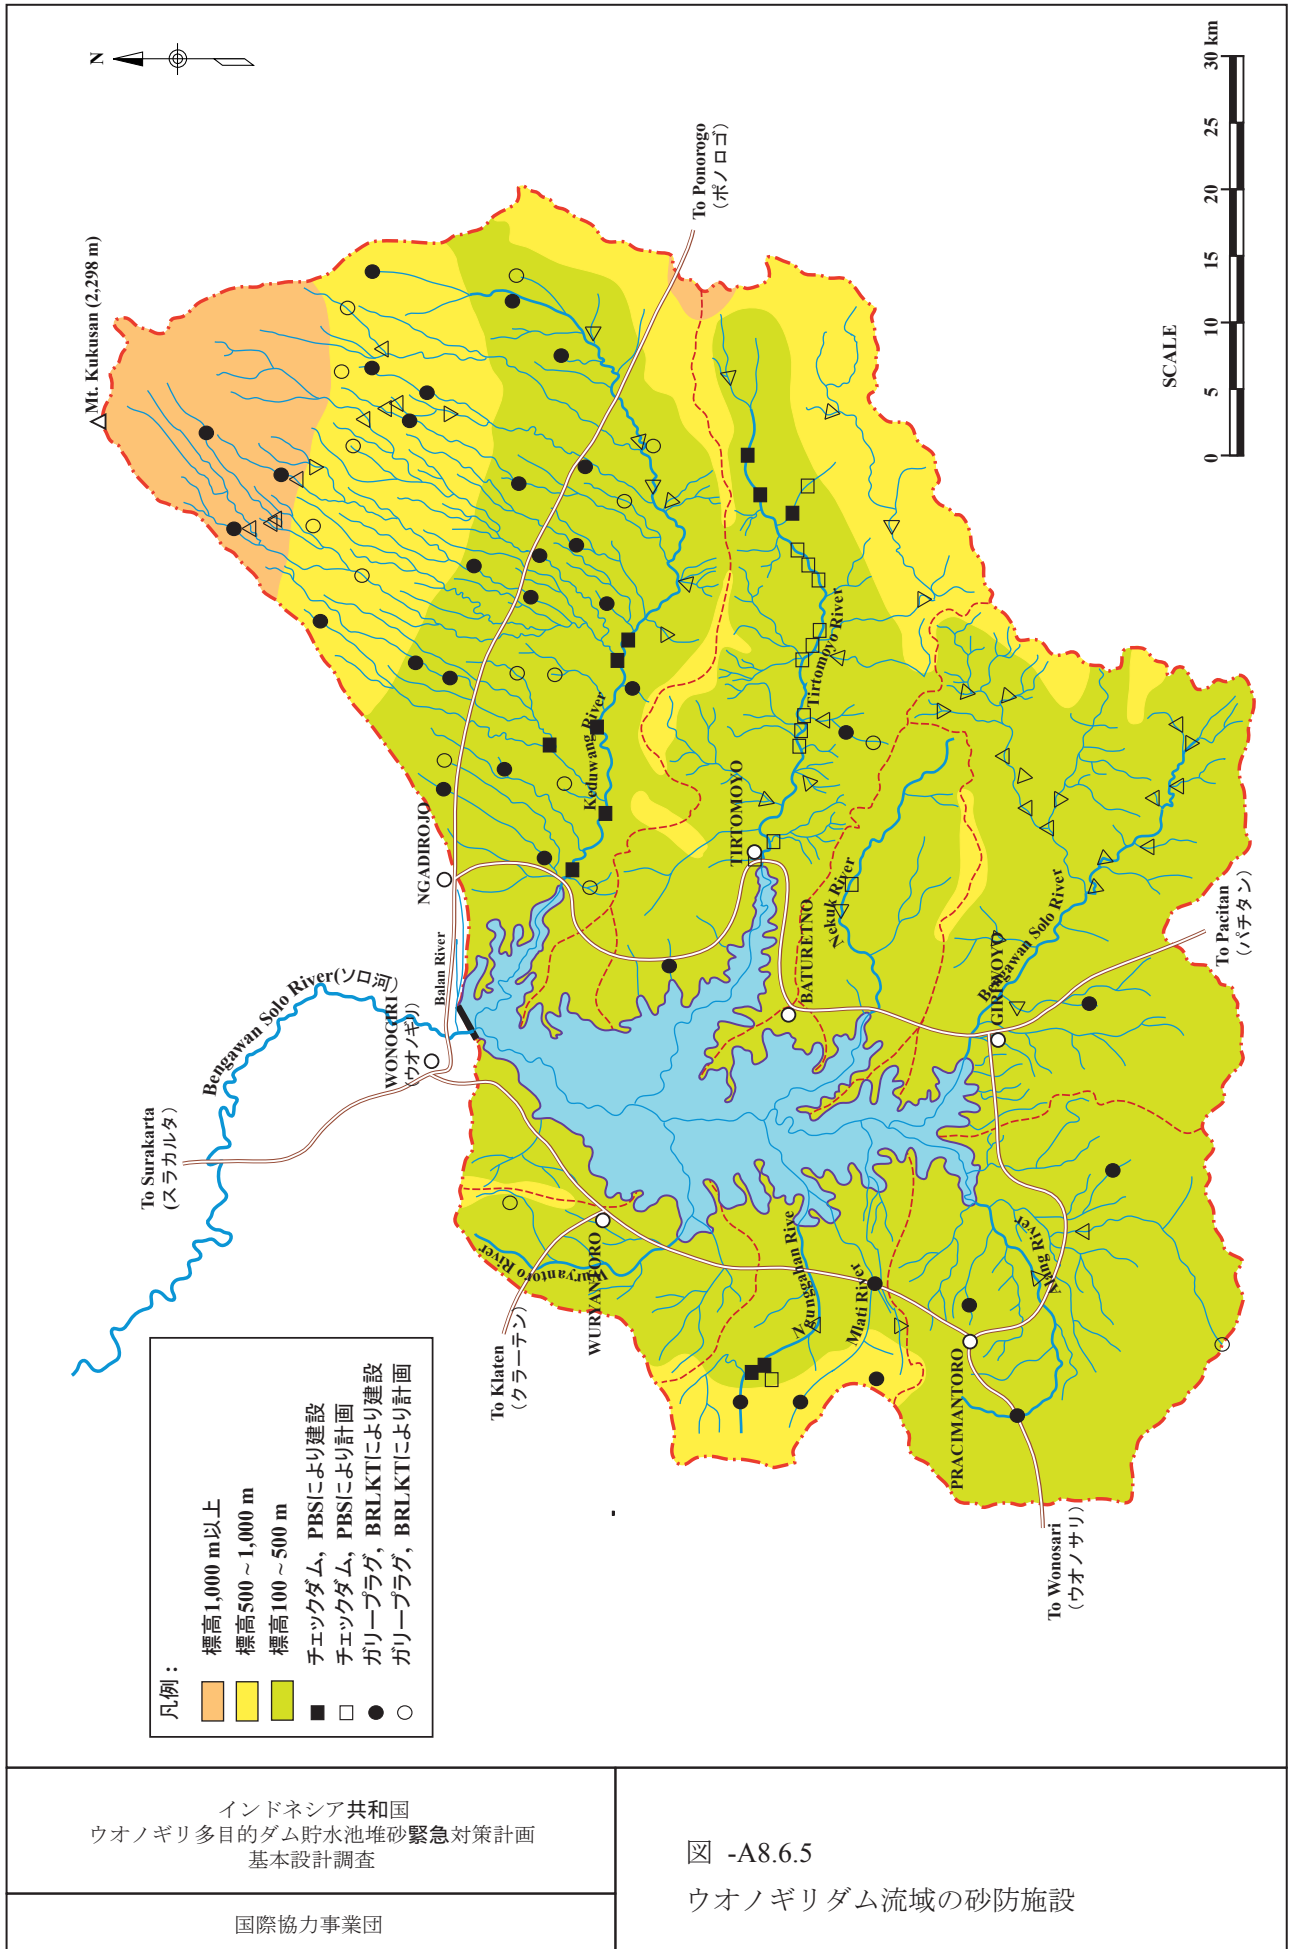 N
Mt. Kukusan (2,298 m)
To Ponorogo
(ポノロゴ)
30 km
25
20
15
10
5
0
SCALE
Bengawan Solo River(ソロ河)
To Surakarta
(スラカルタ)
WONOGIRI
(ウオノギリ)
Balan River
NGADIROJO
Keduwang River
Tirtomoyo River
TIRTOMOYO
Nekuk River
BATURETNO
Bengawan Solo River
GIRIWOYO
To Pacitan
(パチタン)
Wuryantoro River
WURYANTORO
To Klaten
(クラーテン)
Ngunggahan Rive
Mlati River
Alang River
PRACIMANTORO
To Wonosari
(ウオノサリ)
凡例:
標高1,000 m以上
標高500 ~ 1,000 m
標高100 ~ 500 m
チェックダム, PBSにより建設
チェックダム, PBSにより計画
ガリープラグ, BRLKTにより建設
ガリープラグ, BRLKTにより計画
インドネシア共和国
ウオノギリ多目的ダム貯水池堆砂緊急対策計画
基本設計調査
国際協力事業団
図 -A8.6.5
ウオノギリダム流域の砂防施設